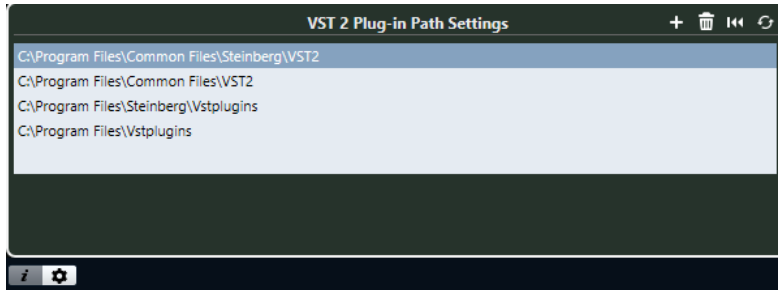 VST 2 Plug-in Path Settings
C:\Program Files\Common Files\Steinberg\VST2
C:\Program Files\Common Files\VST2
C:\Program Files\Steinberg\Vstplugins
C:\Program Files\Vstplugins
i